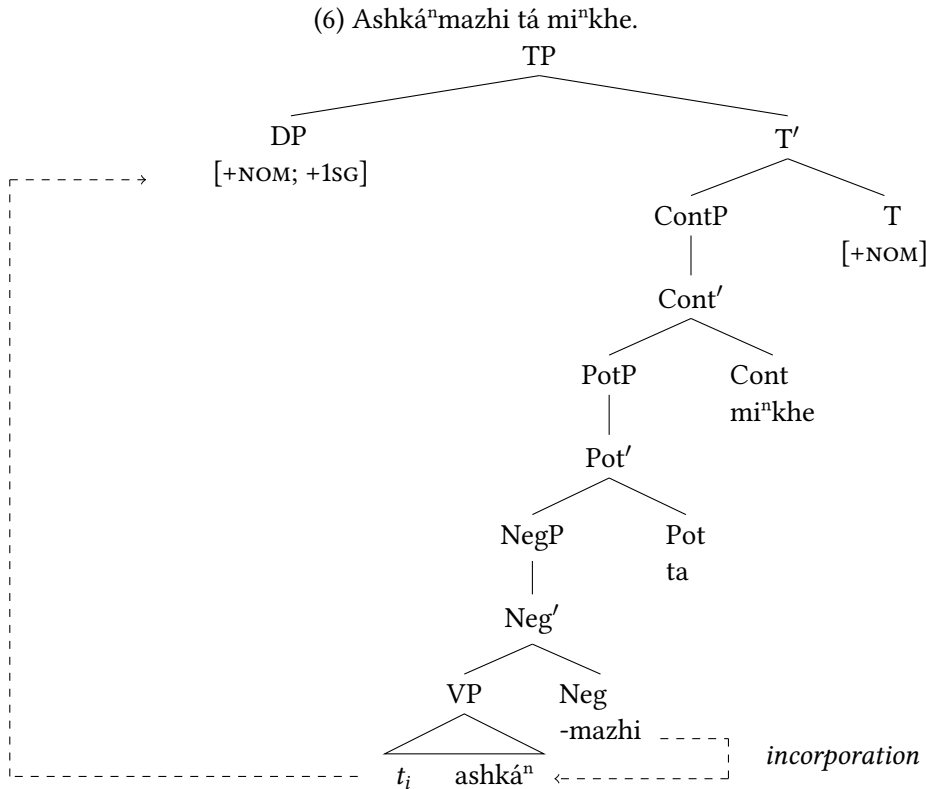 (6) Ashkáⁿmazhi tá miⁿkhe.
TP
DP T′
[+NOM; +1SG]
ContP T
[+NOM]
Cont′
PotP Cont
miⁿkhe
Pot′
NegP Pot
ta
Neg′
VP Neg
-mazhi
incorporation
tᵢ ashkáⁿ